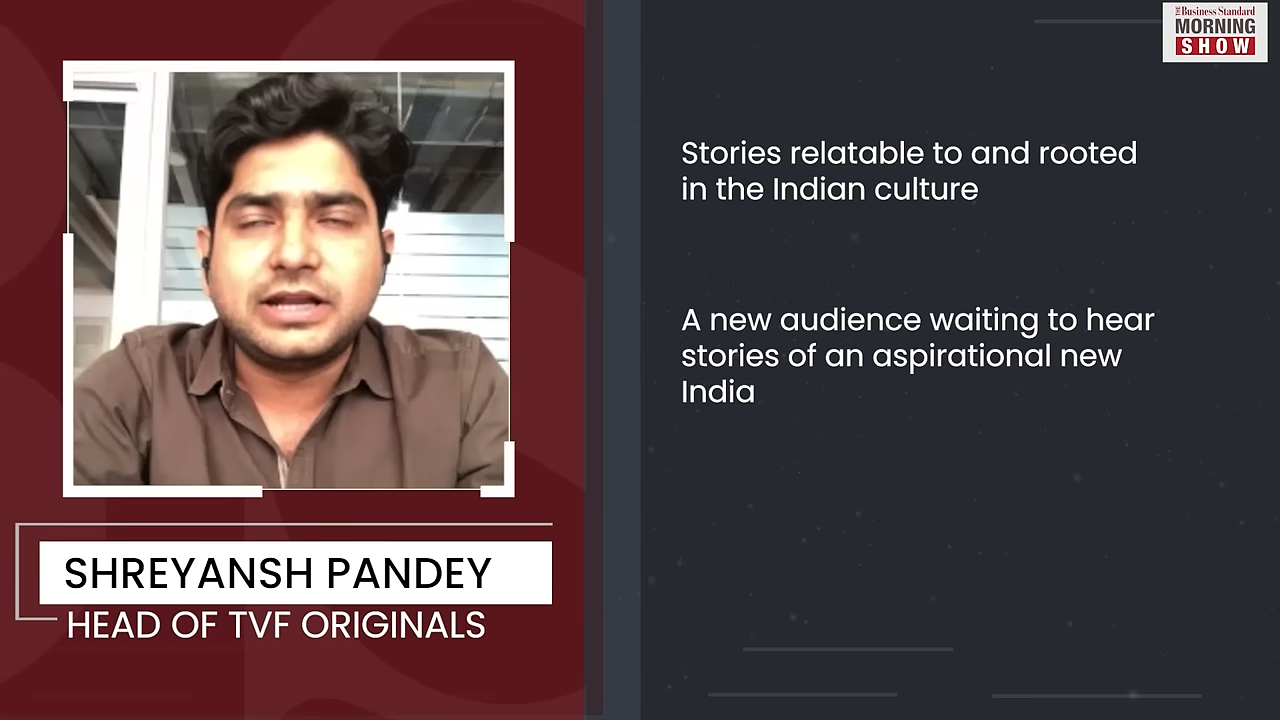 THE Business Standard
MORNING
SHOW
Stories relatable to and rooted
in the Indian culture
A new audience waiting to hear
stories of an aspirational new
India
SHREYANSH PANDEY
HEAD OF TVF ORIGINALS